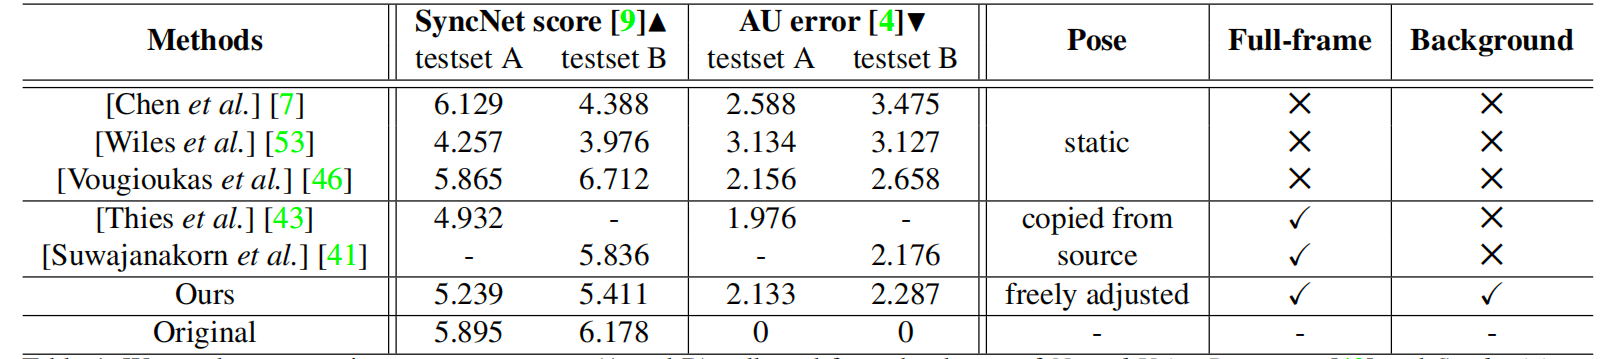 Methods SyncNet score [9]▲ AU error [4]▼ Pose Full-frame Background
testset A testset B testset A testset B
[Chen et al.] [7] 6.129 4.388 2.588 3.475 ✕ ✕
[Wiles et al.] [53] 4.257 3.976 3.134 3.127 static ✕ ✕
[Vougioukas et al.] [46] 5.865 6.712 2.156 2.658 ✕ ✕
[Thies et al.] [43] 4.932 - 1.976 - copied from ✓ ✕
[Suwajanakorn et al.] [41] - 5.836 - 2.176 source ✓ ✕
Ours 5.239 5.411 2.133 2.287 freely adjusted ✓ ✓
Original 5.895 6.178 0 0 - - -